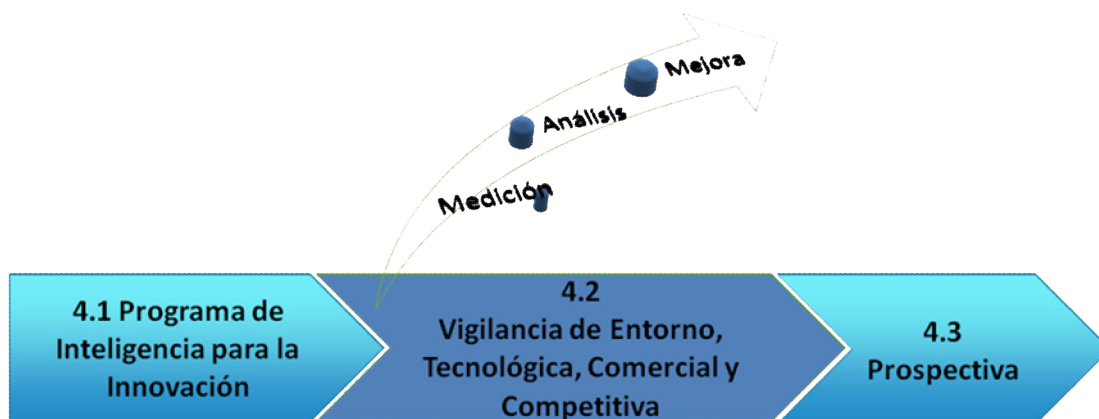 Mejora
Análisis
Medición
4.1 Programa de
Inteligencia para la
Innovación
4.2
Vigilancia de Entorno,
Tecnológica, Comercial y
Competitiva
4.3
Prospectiva